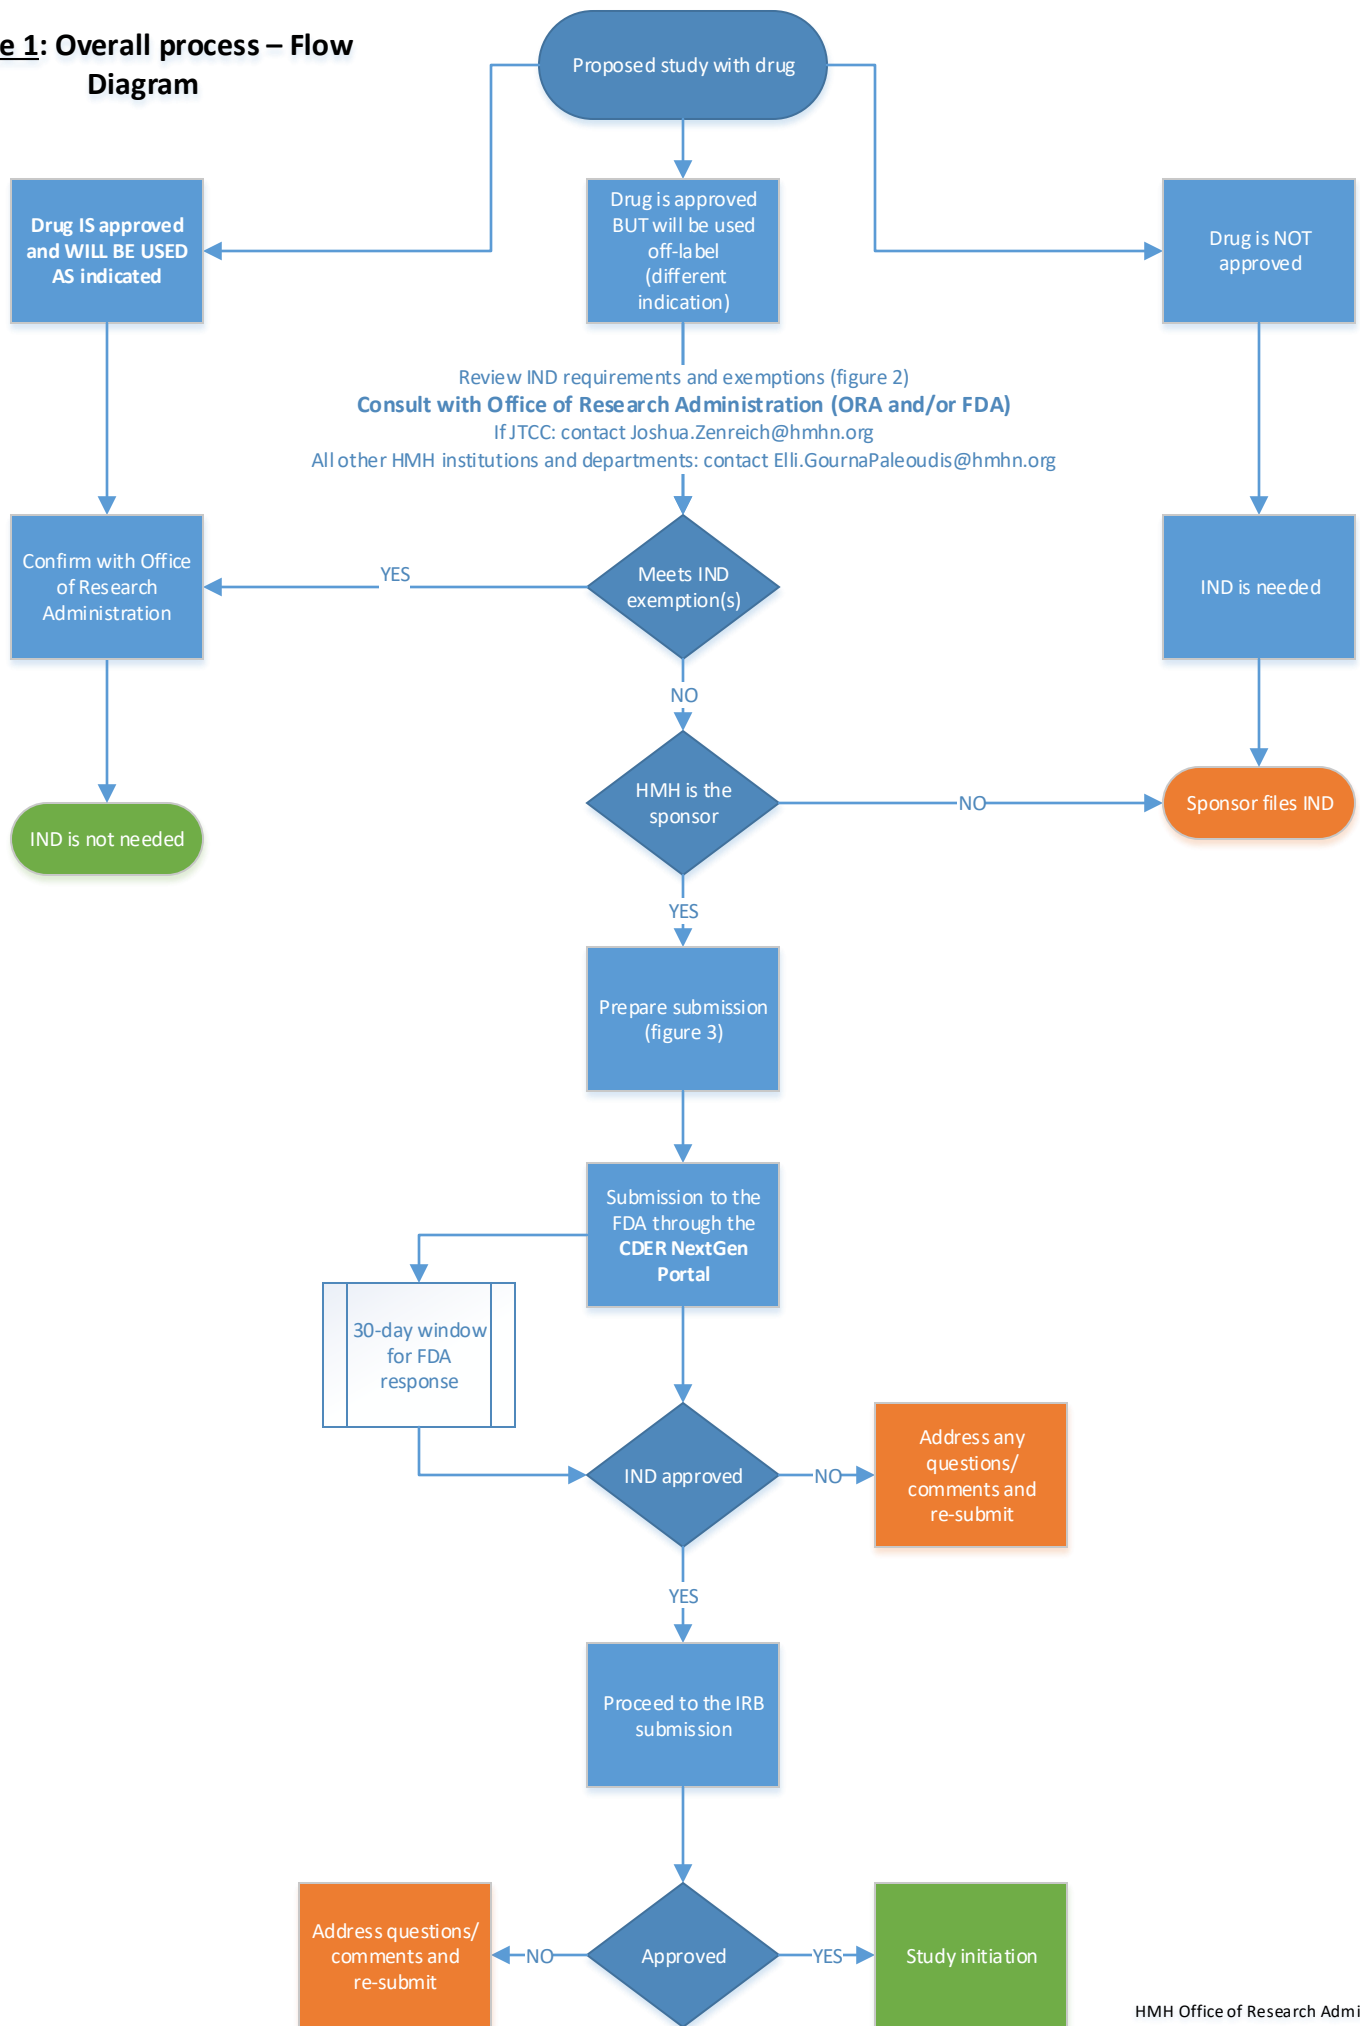 e 1: Overall process – Flow
Diagram
Proposed study with drug
Drug IS approved
and WILL BE USED
AS indicated
Drug is approved
BUT will be used
off-label
(different
indication)
Drug is NOT
approved
Review IND requirements and exemptions (figure 2)
Consult with Office of Research Administration (ORA and/or FDA)
If JTCC: contact Joshua.Zenreich@hmhn.org
All other HMH institutions and departments: contact Elli.GournaPaleoudis@hmhn.org
Confirm with Office
of Research
Administration
YES
Meets IND
exemption(s)
IND is needed
NO
IND is not needed
HMH is the
sponsor
NO
Sponsor files IND
YES
Prepare submission
(figure 3)
Submission to the
FDA through the
CDER NextGen
Portal
30-day window
for FDA
response
IND approved
NO
Address any
questions/
comments and
re-submit
YES
Proceed to the IRB
submission
Address questions/
comments and
re-submit
NO
Approved
YES
Study initiation
HMH Office of Research Admi